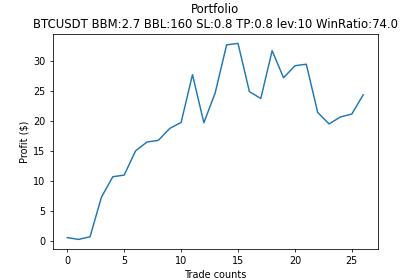 Portfolio
BTCUSDT BBM:2.7 BBL:160 SL:0.8 TP:0.8 lev:10 WinRatio:74.0
30
25
20
15
10
5
0
Profit ($)
0 5 10 15 20 25
Trade counts